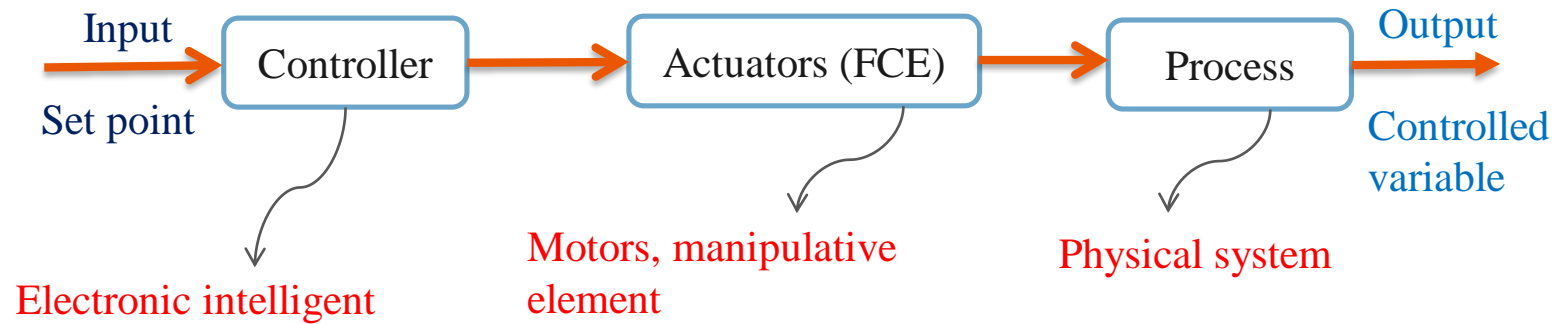 Input
Set point
Controller
Actuators (FCE)
Process
Output
Controlled
variable
Electronic intelligent
Motors, manipulative
element
Physical system